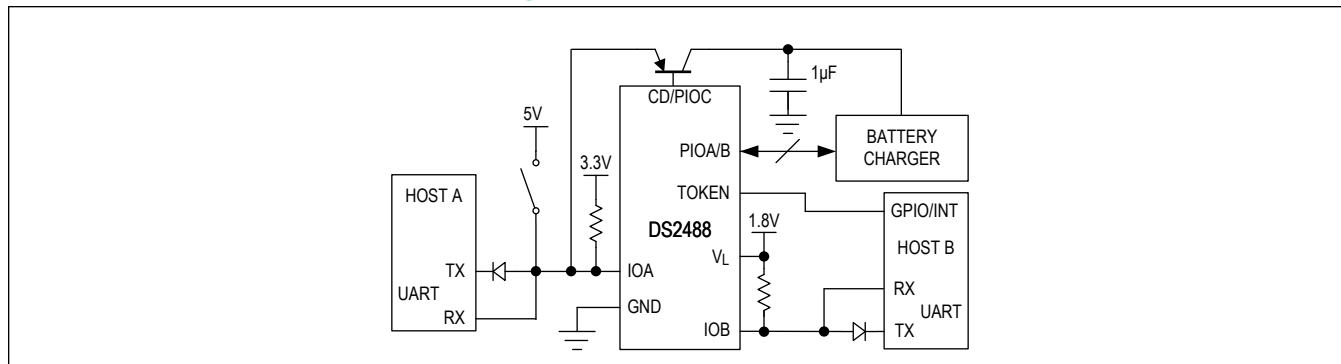 1µF
CD/PIOC
5V
BATTERY
CHARGER
PIOA/B
3.3V
HOST A
TOKEN
GPIO/INT
1.8V
DS2488
HOST B
VL
TX
IOA
UART
RX
RX
GND
UART
IOB
TX